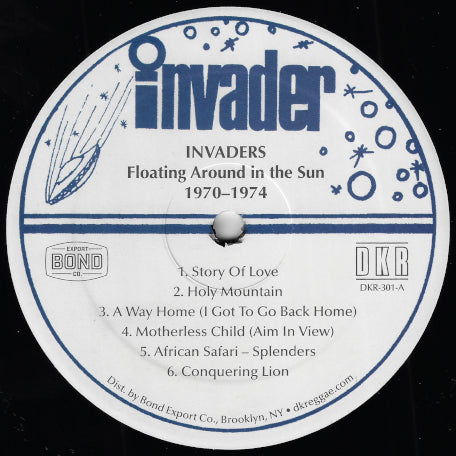 invader
INVADERS
Floating Around in the Sun
1970–1974
EXPORT
BOND
CO.
DKR
DKR-301-A
1. Story Of Love
2. Holy Mountain
3. A Way Home (I Got To Go Back Home)
4. Motherless Child (Aim In View)
5. African Safari – Splenders
6. Conquering Lion
Dist. by Bond Export Co., Brooklyn, NY • dkreggae.com